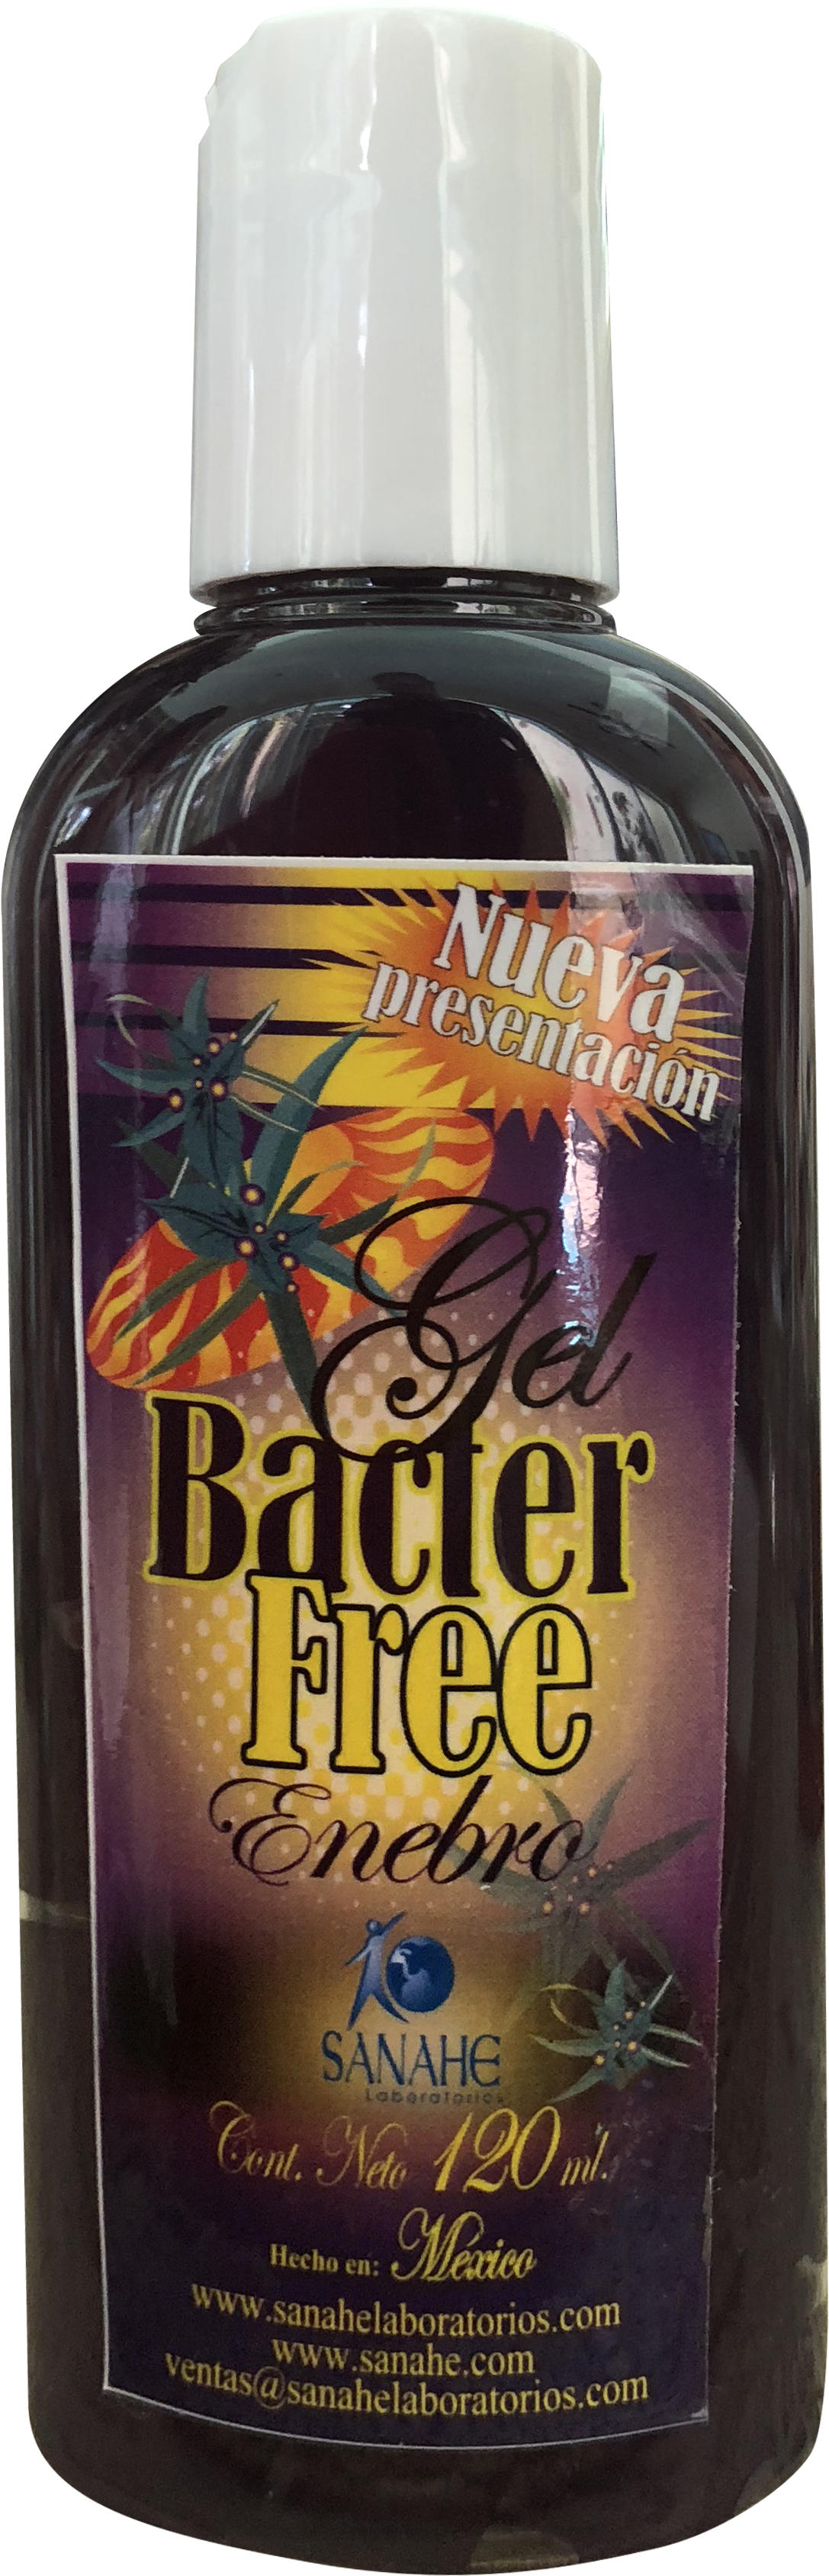 Nueva
presentación
Gel
Bacter
Free
Enebro
SANAHE
Laboratorios
Cont. Neto 120 ml.
Hecho en: México
www.sanahelaboratorios.com
www.sanahe.com
ventas@sanahelaboratorios.com